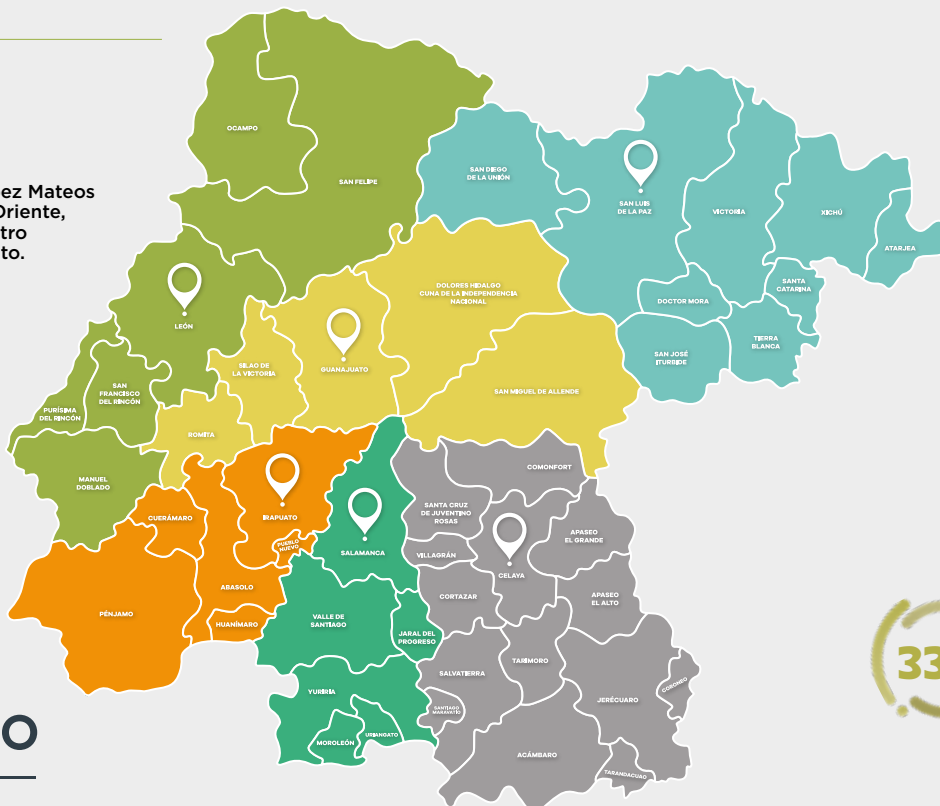 OCAMPO
SAN FELIPE
SAN DIEGO
DE LA UNIÓN
SAN LUIS
DE LA PAZ
VICTORIA
XICHÚ
ATARJEA
SANTA
CATARINA
DOCTOR MORA
TIERRA
BLANCA
SAN JOSÉ
ITURBIDE
ez Mateos
Oriente,
tro
to.
DOLORES HIDALGO
CUNA DE LA INDEPENDENCIA
NACIONAL
LEÓN
GUANAJUATO
SILAO DE
LA VICTORIA
SAN MIGUEL DE ALLENDE
SAN
FRANCISCO
DEL RINCÓN
PURÍSIMA
DEL RINCÓN
ROMITA
MANUEL
DOBLADO
CUERÁMARO
IRAPUATO
PUEBLO
NUEVO
ABASOLO
PÉNJAMO
HUANÍMARO
SALAMANCA
VALLE DE
SANTIAGO
JARAL DEL
PROGRESO
YURIRIA
MOROLEÓN
URIANGATO
COMONFORT
SANTA CRUZ
DE JUVENTINO
ROSAS
VILLAGRÁN
CELAYA
APASEO
EL GRANDE
CORTAZAR
APASEO
EL ALTO
TARIMORO
SALVATIERRA
SANTIAGO
MARAVATÍO
JERÉCUARO
CORONEO
ACÁMBARO
TARANDACUAO
33
O